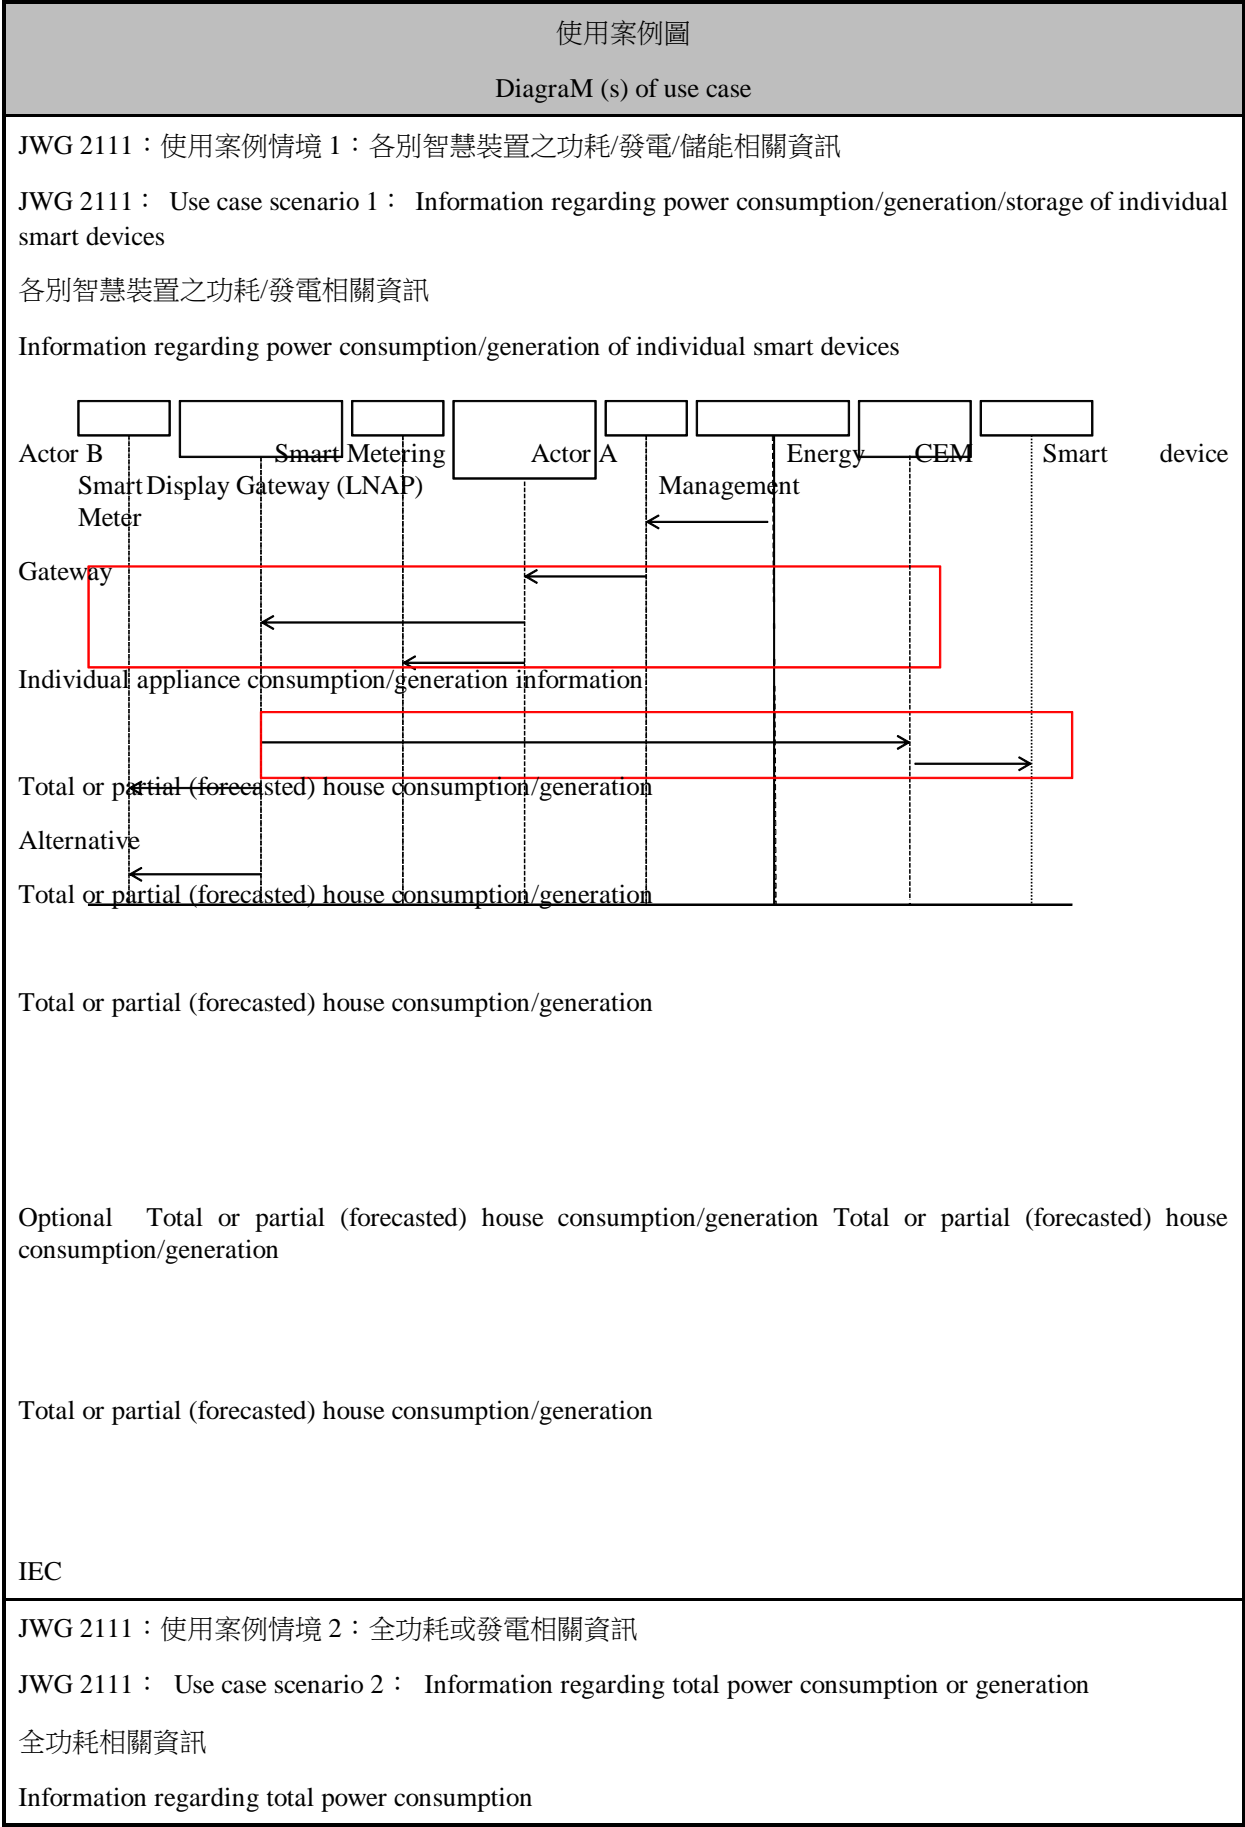 使用案例圖
DiagraM (s) of use case
JWG 2111：使用案例情境 1：各別智慧裝置之功耗/發電/儲能相關資訊
JWG 2111： Use case scenario 1： Information regarding power consumption/generation/storage of individual
smart devices
各別智慧裝置之功耗/發電相關資訊
Information regarding power consumption/generation of individual smart devices
Actor B Smart Metering Actor A Energy CEM Smart device
Smart Display Gateway (LNAP) Management
Meter
Gateway
Individual appliance consumption/generation information
Total or partial (forecasted) house consumption/generation
Alternative
Total or partial (forecasted) house consumption/generation
Total or partial (forecasted) house consumption/generation
Optional Total or partial (forecasted) house consumption/generation Total or partial (forecasted) house
consumption/generation
Total or partial (forecasted) house consumption/generation
IEC
JWG 2111：使用案例情境 2：全功耗或發電相關資訊
JWG 2111： Use case scenario 2： Information regarding total power consumption or generation
全功耗相關資訊
Information regarding total power consumption